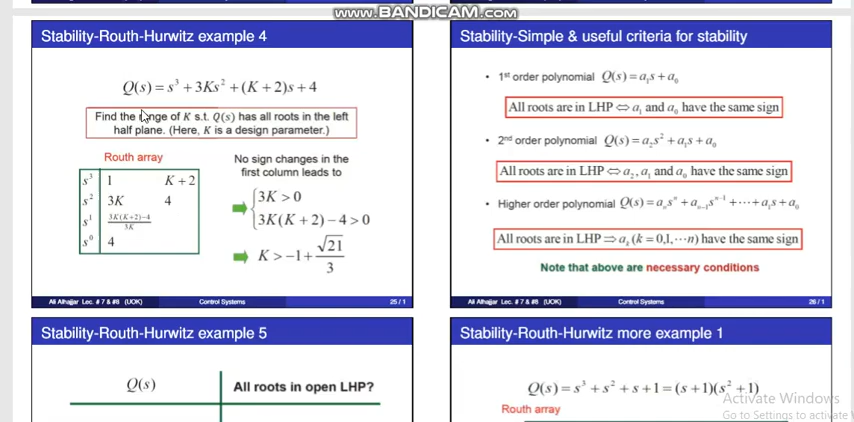 www.BANDICAM.com
Stability-Routh-Hurwitz example 4
Q(s) = s³ + 3Ks² + (K + 2)s + 4
Find the range of K s.t. Q(s) has all roots in the left
half plane. (Here, K is a design parameter.)
Routh array
s³ 1 K + 2
s² 3K 4
s¹ 3K(K+2)−4 / 3K
s⁰ 4
No sign changes in the
first column leads to
3K > 0
3K(K + 2) − 4 > 0
K > −1 + √21 / 3
Ali Alhajjar Lec. # 7 & #8 (UOK) Control Systems 25 / 1
Stability-Simple & useful criteria for stability
• 1st order polynomial Q(s) = a₁s + a₀
All roots are in LHP ⇔ a₁ and a₀ have the same sign
• 2nd order polynomial Q(s) = a₂s² + a₁s + a₀
All roots are in LHP ⇔ a₂, a₁ and a₀ have the same sign
• Higher order polynomial Q(s) = aₙsⁿ + aₙ₋₁sⁿ⁻¹ + ⋯ + a₁s + a₀
All roots are in LHP ⇒ aₖ (k = 0,1,⋯n) have the same sign
Note that above are necessary conditions
Ali Alhajjar Lec. # 7 & #8 (UOK) Control Systems 26 / 1
Stability-Routh-Hurwitz example 5
Q(s) All roots in open LHP?
Stability-Routh-Hurwitz more example 1
Q(s) = s³ + s² + s + 1 = (s + 1)(s² + 1)
Routh array
Activate Windows
Go to Settings to activate